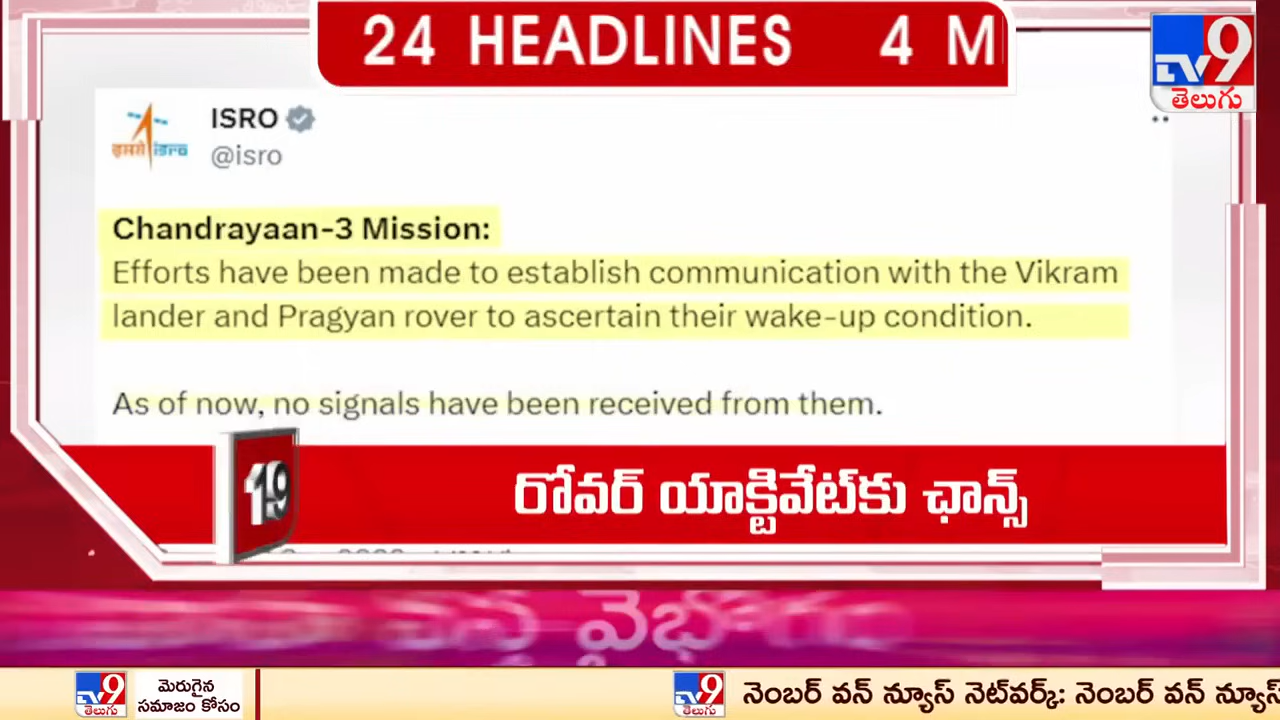 24 HEADLINES 4 M
TV9
తెలుగు
ISRO
इसरो isro
@isro
Chandrayaan-3 Mission:
Efforts have been made to establish communication with the Vikram
lander and Pragyan rover to ascertain their wake-up condition.
As of now, no signals have been received from them.
19
రోవర్ యాక్టివేట్‌కు ఛాన్స్
TV9
తెలుగు
మెరుగైన
సమాజం కోసం
TV9
తెలుగు
నెంబర్ వన్ న్యూస్ నెట్‌వర్క్: నెంబర్ వన్ న్యూస్